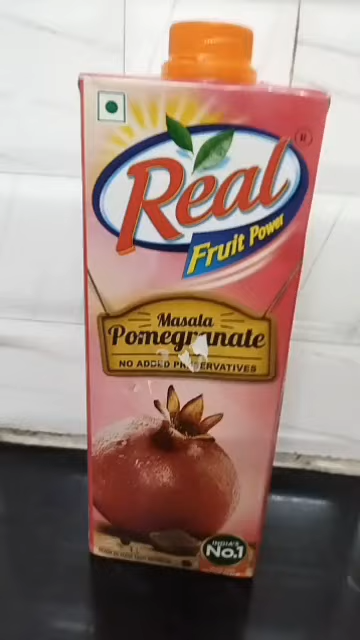 Real
Fruit Power
Masala
Pomegranate
NO ADDED PRESERVATIVES
INDIA'S
No.1